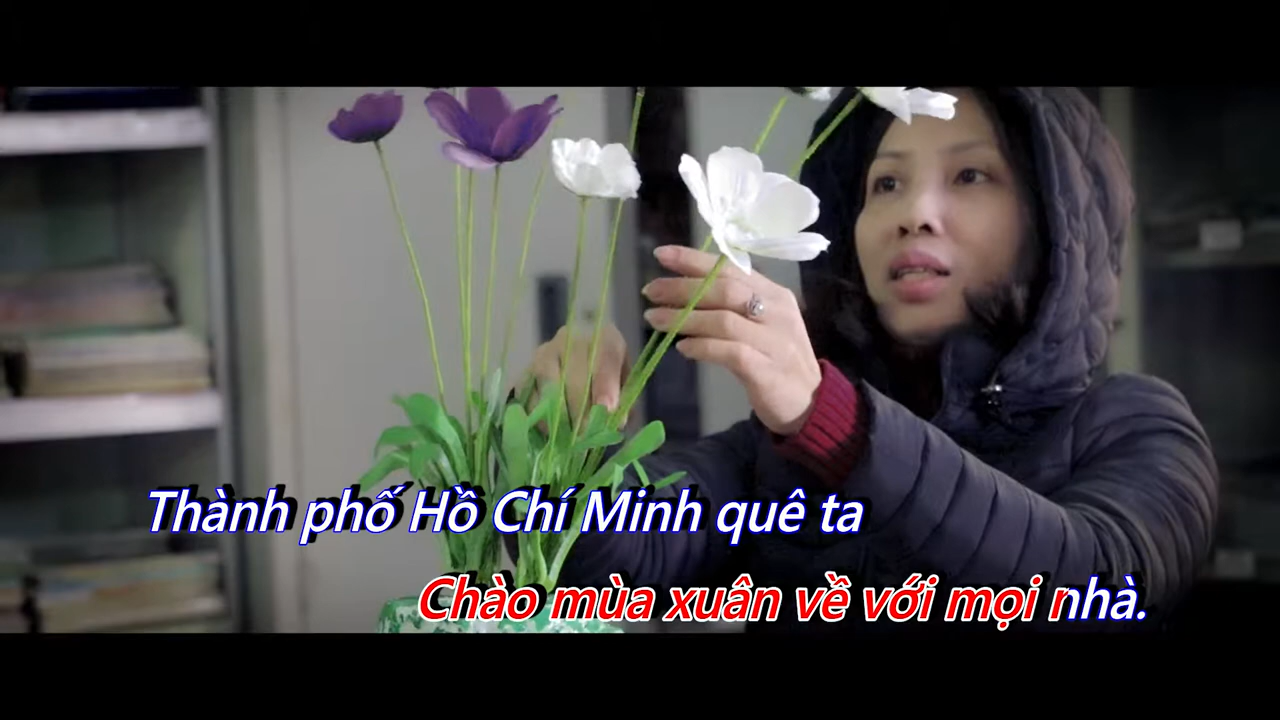 Thành phố Hồ Chí Minh quê ta
Chào mùa xuân về với mọi nhà.